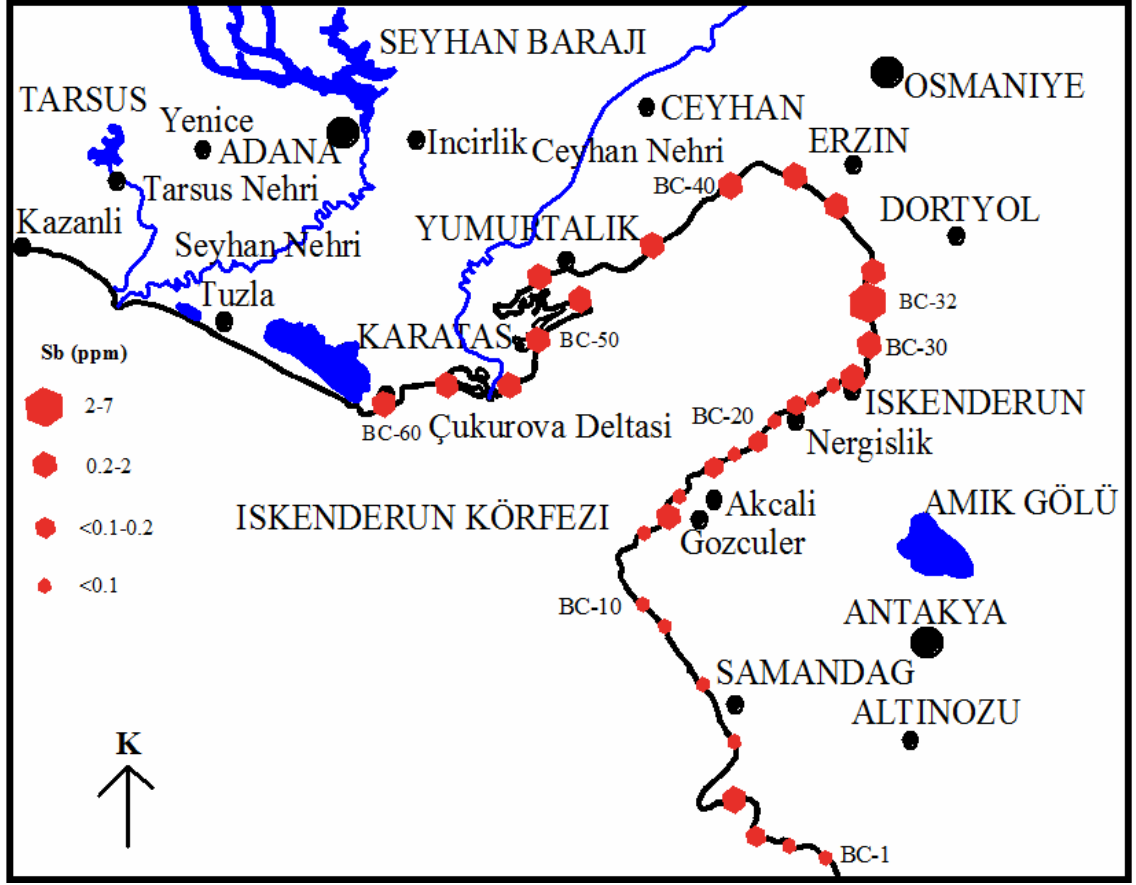 SEYHAN BARAJI
OSMANIYE
TARSUS
CEYHAN
Yenice
ADANA
Incirlik
Ceyhan Nehri
ERZIN
Tarsus Nehri
BC-40
Kazanli
DORTYOL
Seyhan Nehri
YUMURTALIK
Tuzla
BC-32
KARATAS
BC-50
BC-30
Sb (ppm)
2-7
0.2-2
<0.1-0.2
<0.1
ISKENDERUN
BC-20
BC-60
Çukurova Deltasi
Nergislik
ISKENDERUN KÖRFEZI
Akcali
AMIK GÖLÜ
Gozculer
BC-10
ANTAKYA
SAMANDAG
ALTINOZU
K
BC-1